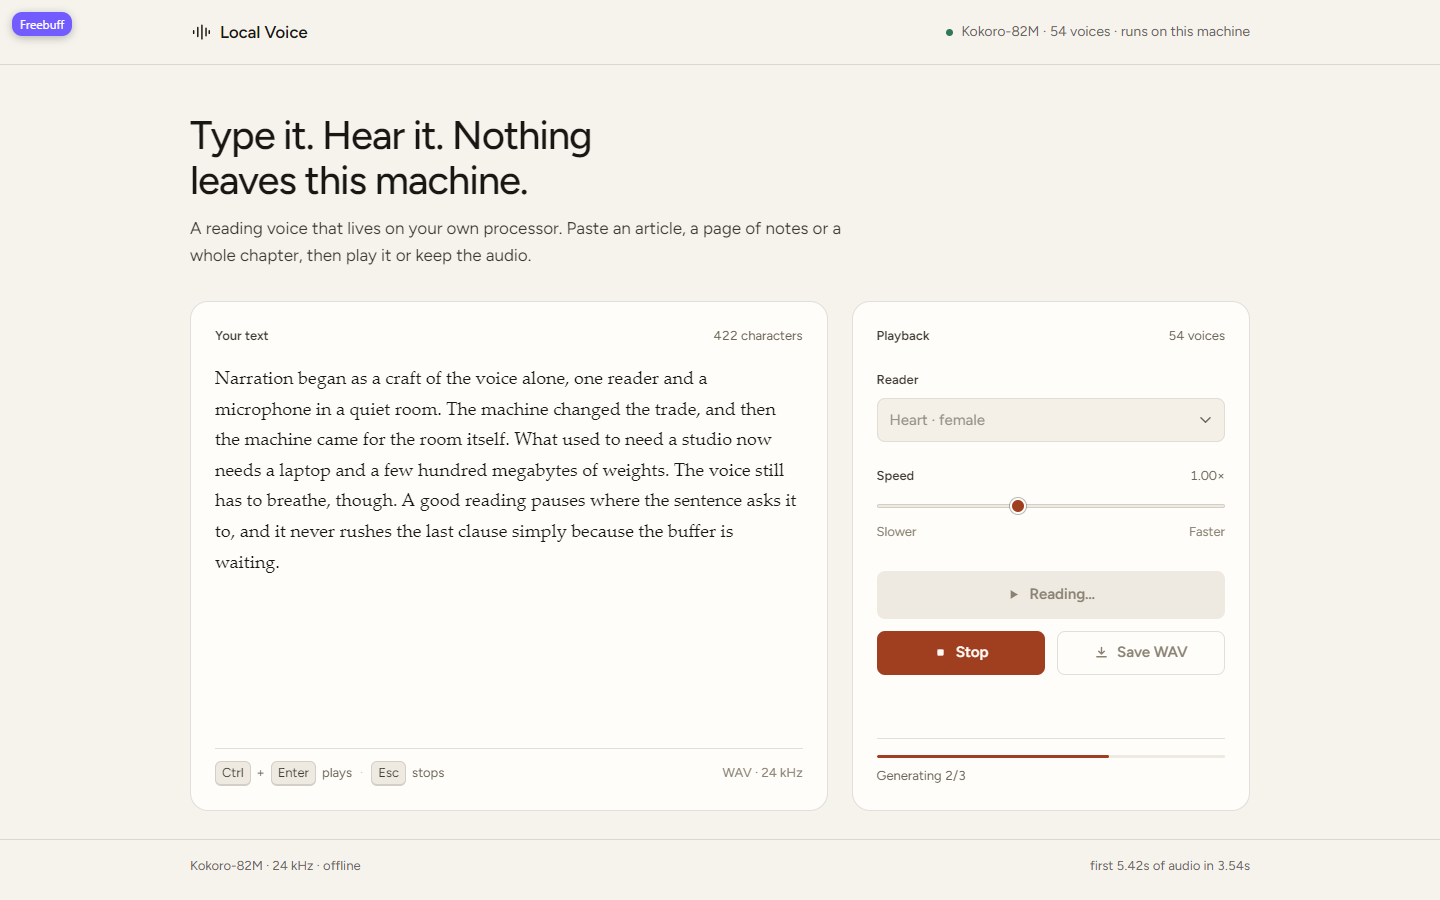 Freebuff
Local Voice
Kokoro-82M · 54 voices · runs on this machine
Type it. Hear it. Nothing
leaves this machine.
A reading voice that lives on your own processor. Paste an article, a page of notes or a
whole chapter, then play it or keep the audio.
Your text
422 characters
Narration began as a craft of the voice alone, one reader and a
microphone in a quiet room. The machine changed the trade, and then
the machine came for the room itself. What used to need a studio now
needs a laptop and a few hundred megabytes of weights. The voice still
has to breathe, though. A good reading pauses where the sentence asks it
to, and it never rushes the last clause simply because the buffer is
waiting.
Ctrl + Enter plays · Esc stops
WAV · 24 kHz
Playback
54 voices
Reader
Heart · female
Speed
1.00×
Slower
Faster
Reading...
Stop
Save WAV
Generating 2/3
Kokoro-82M · 24 kHz · offline
first 5.42s of audio in 3.54s